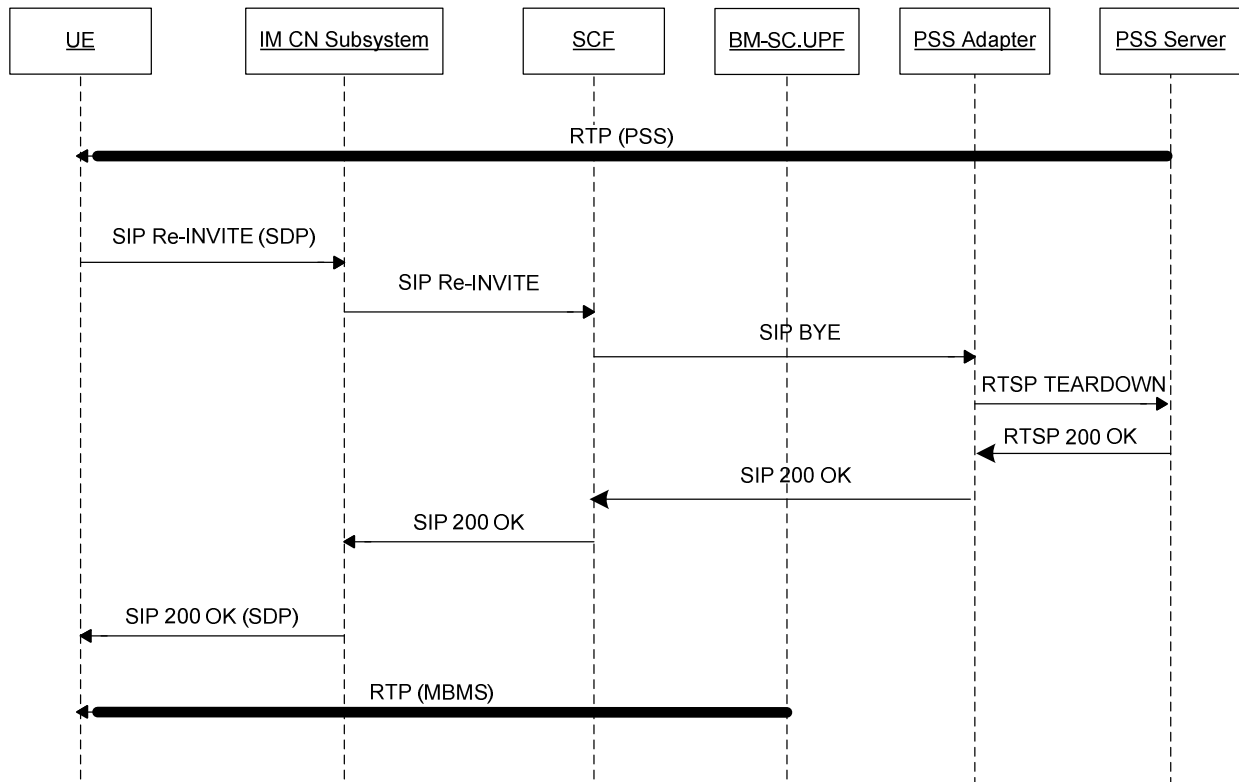 UE
IM CN Subsystem
SCF
BM-SC.UPF
PSS Adapter
PSS Server
RTP (PSS)
SIP Re-INVITE (SDP)
SIP Re-INVITE
SIP BYE
RTSP TEARDOWN
RTSP 200 OK
SIP 200 OK
SIP 200 OK
SIP 200 OK (SDP)
RTP (MBMS)